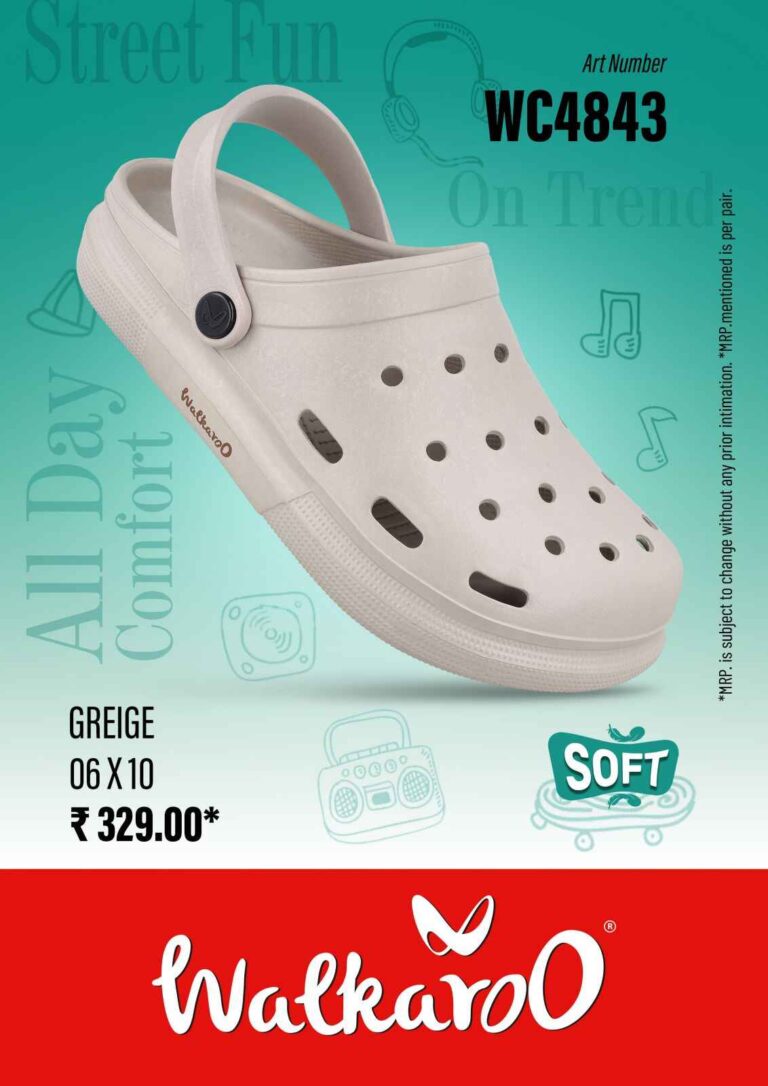 Street Fun
Art Number
WC4843
On Trend
*MRP. is subject to change without any prior intimation. *MRP.mentioned is per pair.
All Day
Comfort
WalkaroO
GREIGE
06 X 10
₹ 329.00*
SOFT
WalkaroO®